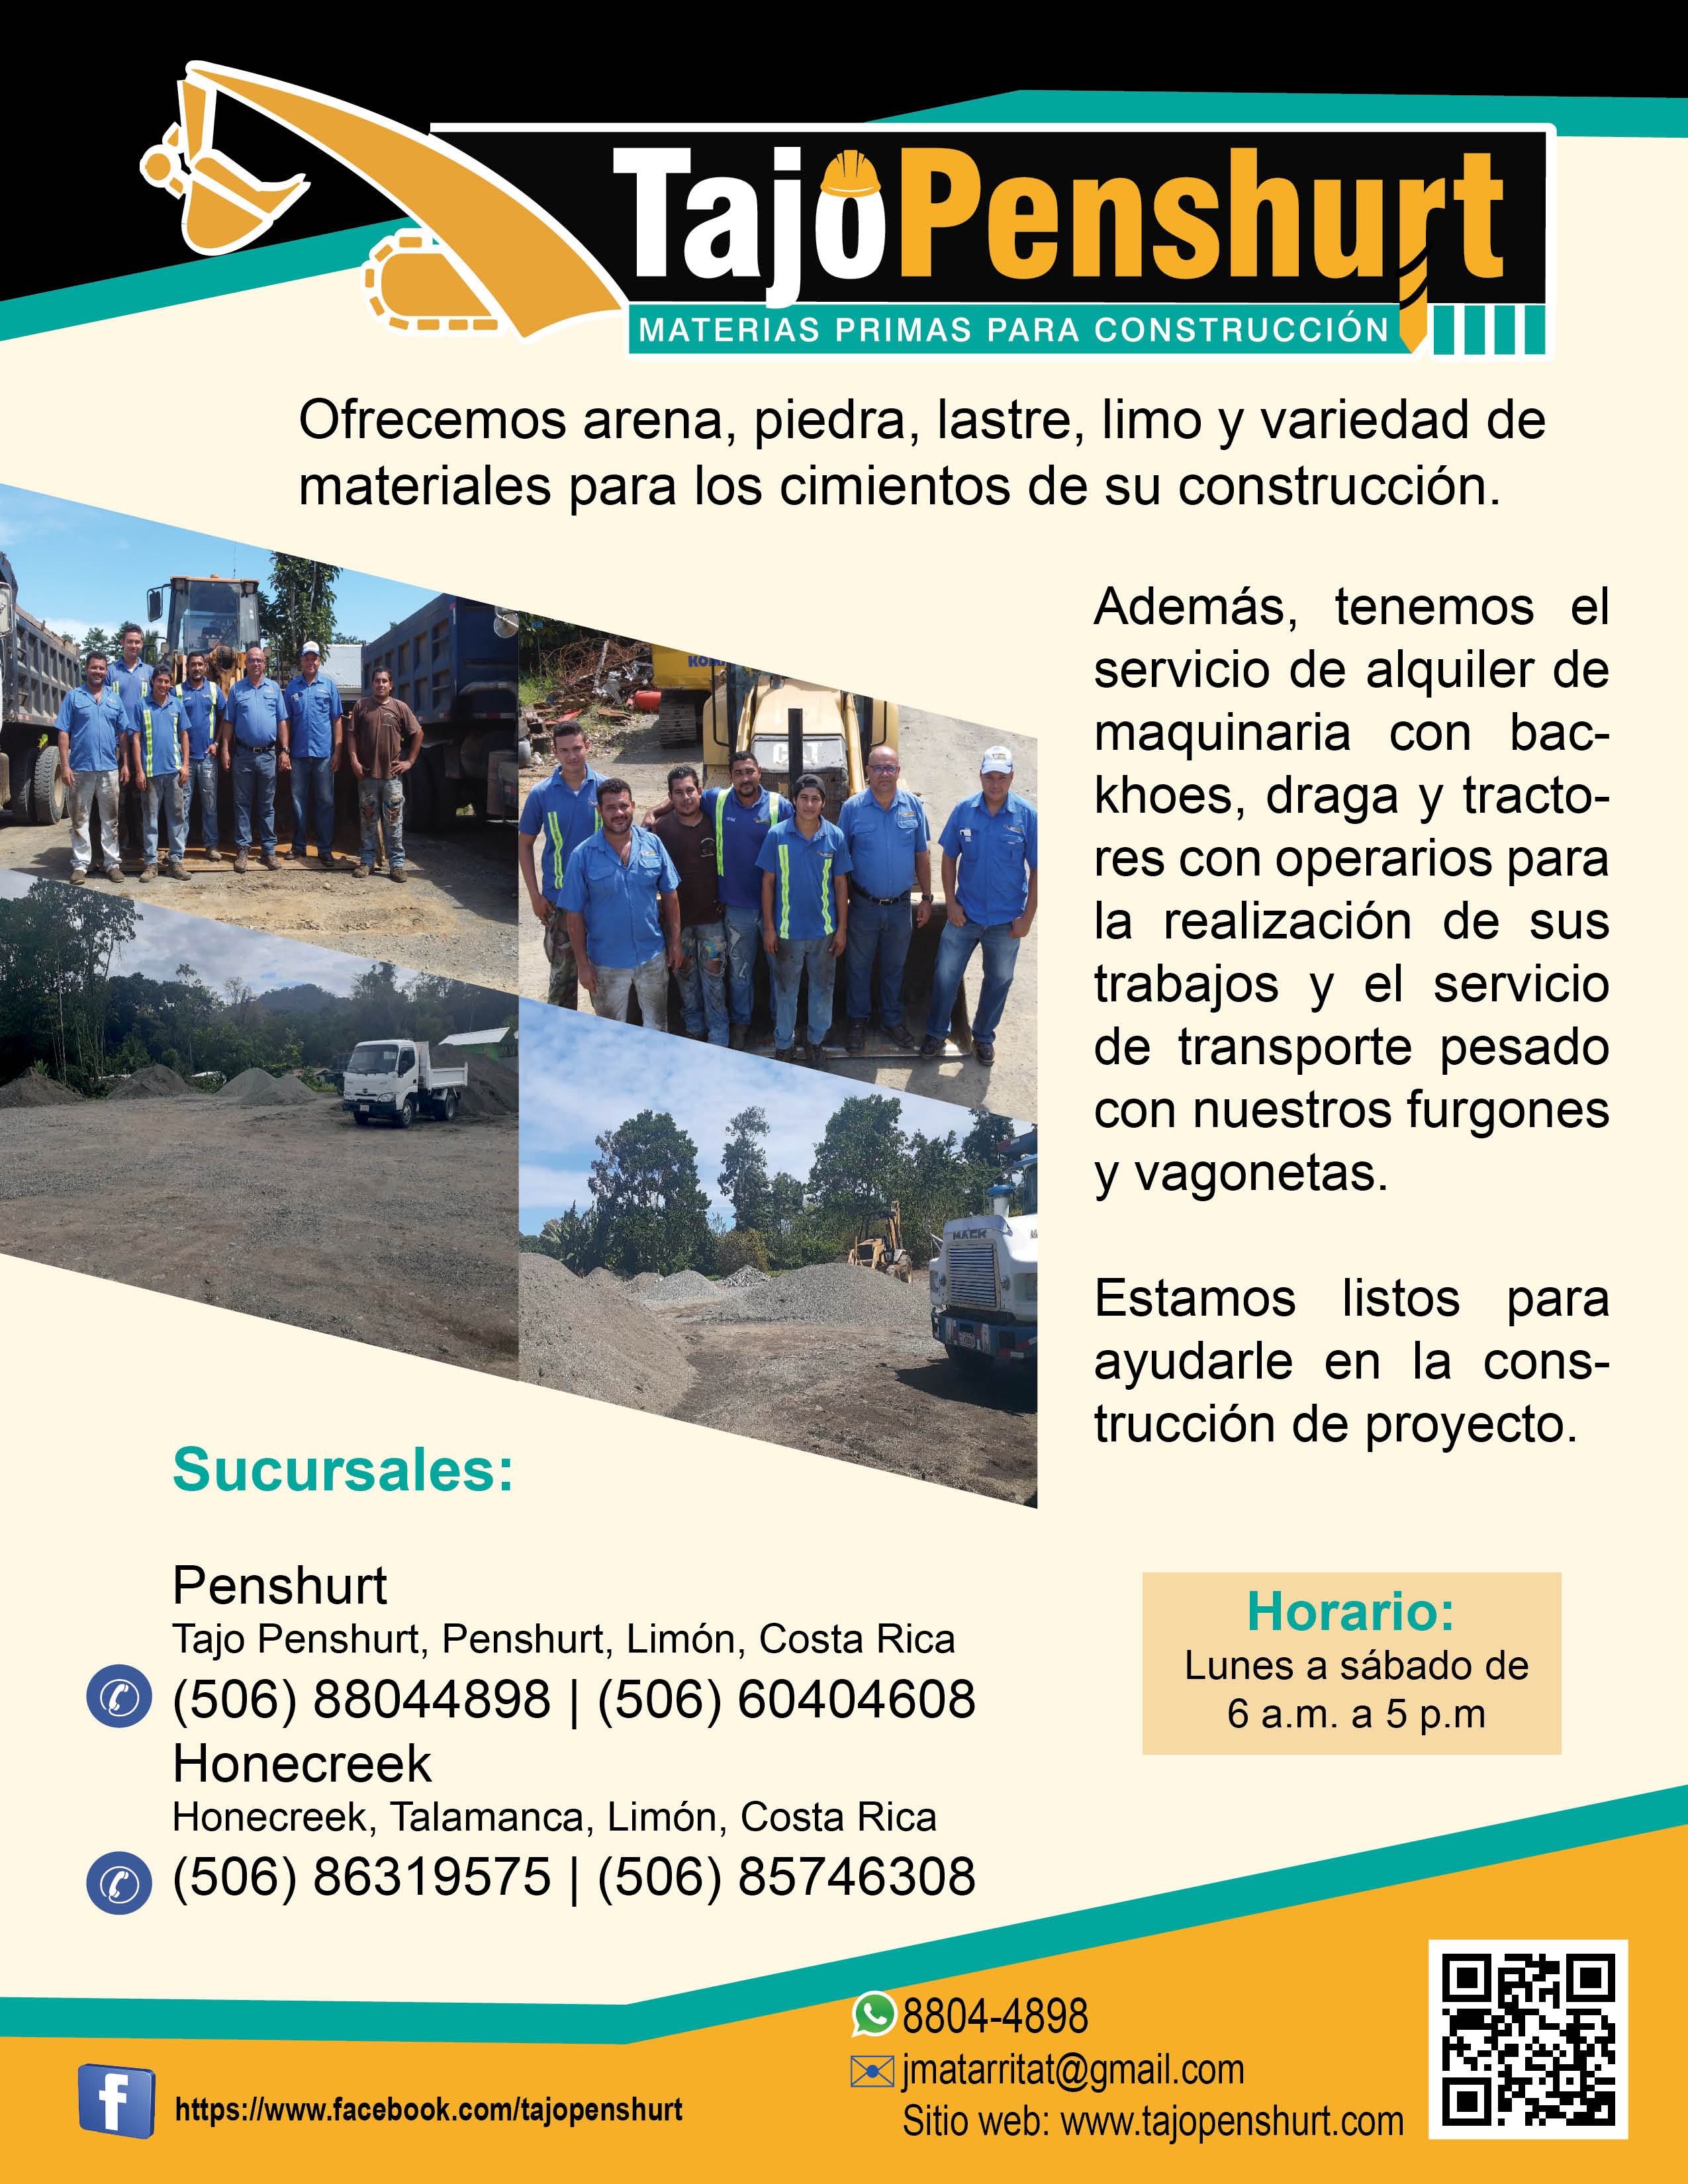 Tajo Penshurt
MATERIAS PRIMAS PARA CONSTRUCCIÓN
Ofrecemos arena, piedra, lastre, limo y variedad de
materiales para los cimientos de su construcción.
Además, tenemos el
servicio de alquiler de
maquinaria con bac-
khoes, draga y tracto-
res con operarios para
la realización de sus
trabajos y el servicio
de transporte pesado
con nuestros furgones
y vagonetas.
Estamos listos para
ayudarle en la cons-
trucción de proyecto.
CAT
MACK
Sucursales:
Penshurt
Tajo Penshurt, Penshurt, Limón, Costa Rica
(506) 88044898 | (506) 60404608
Honecreek
Honecreek, Talamanca, Limón, Costa Rica
(506) 86319575 | (506) 85746308
Horario:
Lunes a sábado de
6 a.m. a 5 p.m
8804-4898
jmatarritat@gmail.com
Sitio web: www.tajopenshurt.com
f
https://www.facebook.com/tajopenshurt